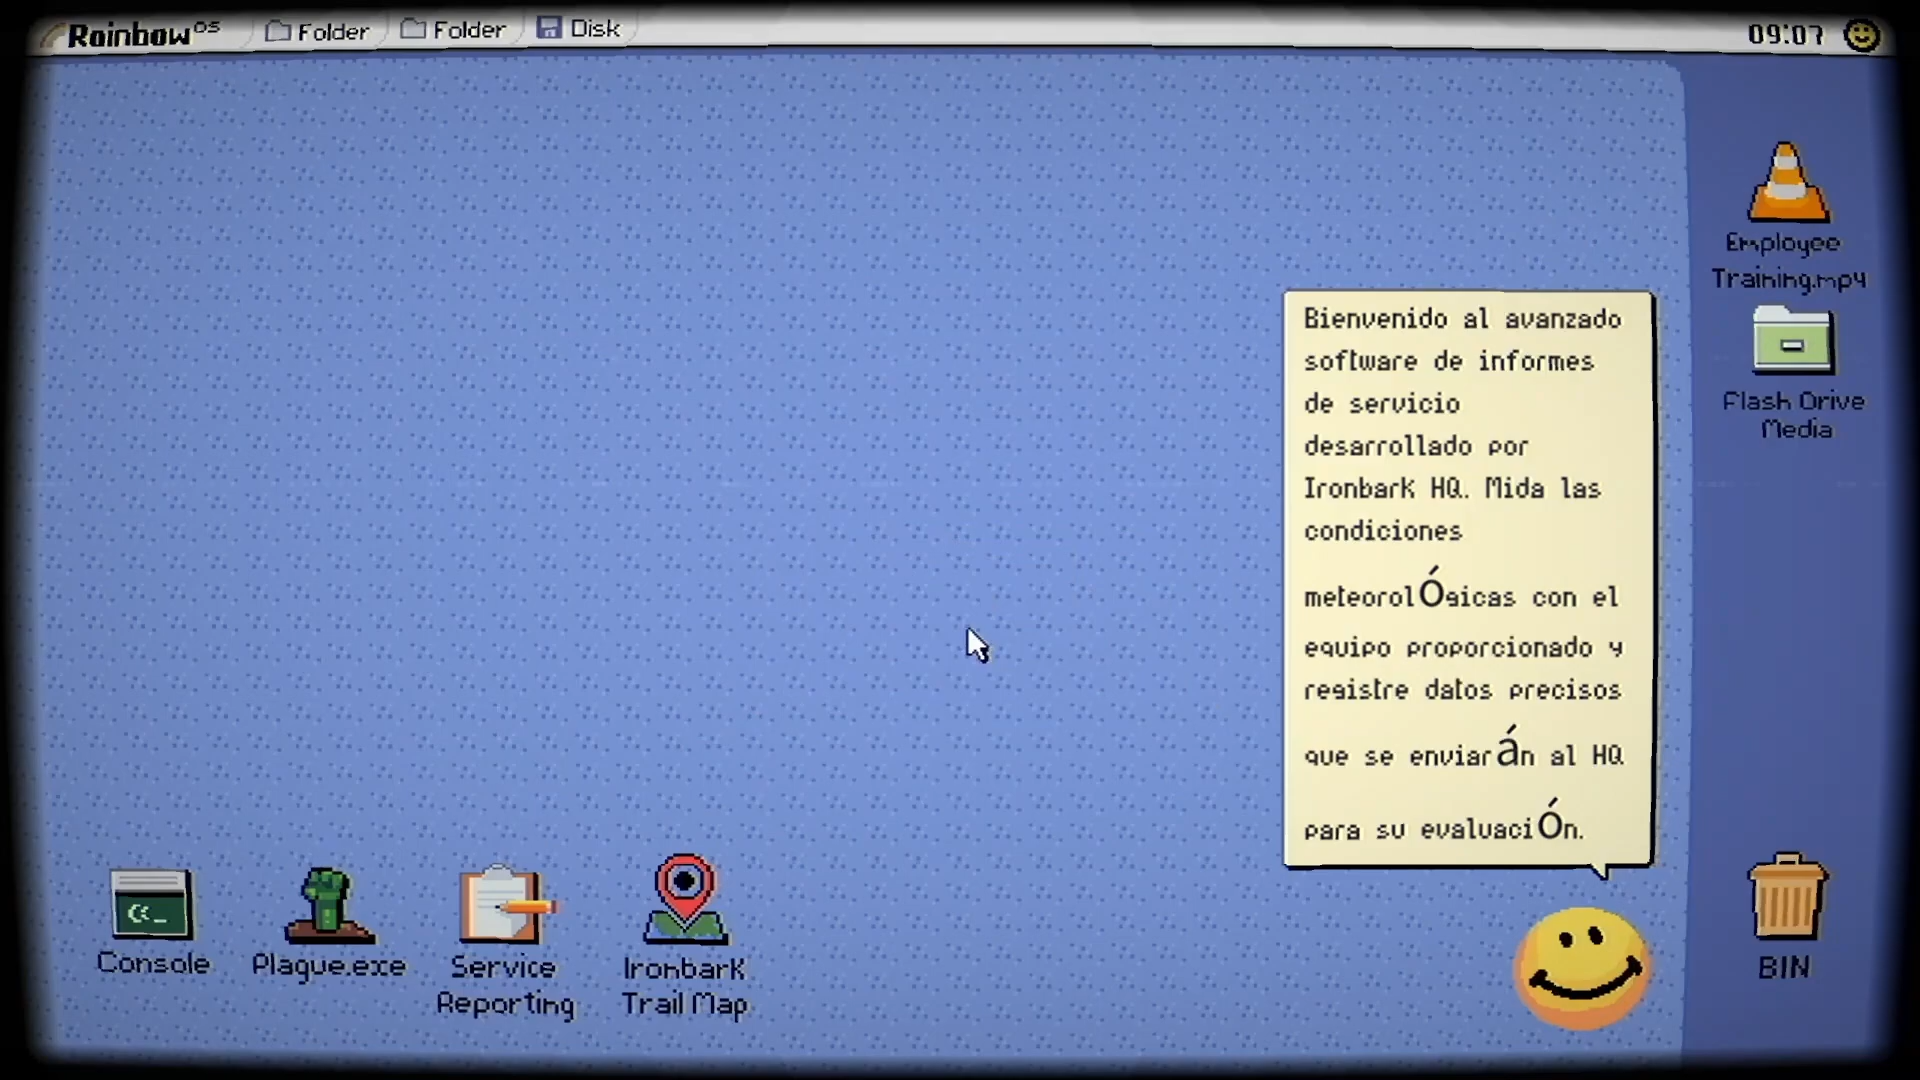 Rainbow OS
Folder
Folder
Disk
09:07
Employee
Training.mp4
Flash Drive
Media
Bienvenido al avanzado
software de informes
de servicio
desarrollado por
Ironbark HQ. Mida las
condiciones
meteorolÓgicas con el
equipo proporcionado y
registre datos precisos
que se enviarán al HQ
para su evaluaciÓn.
Console
Plague.exe
Service
Reporting
Ironbark
Trail Map
BIN